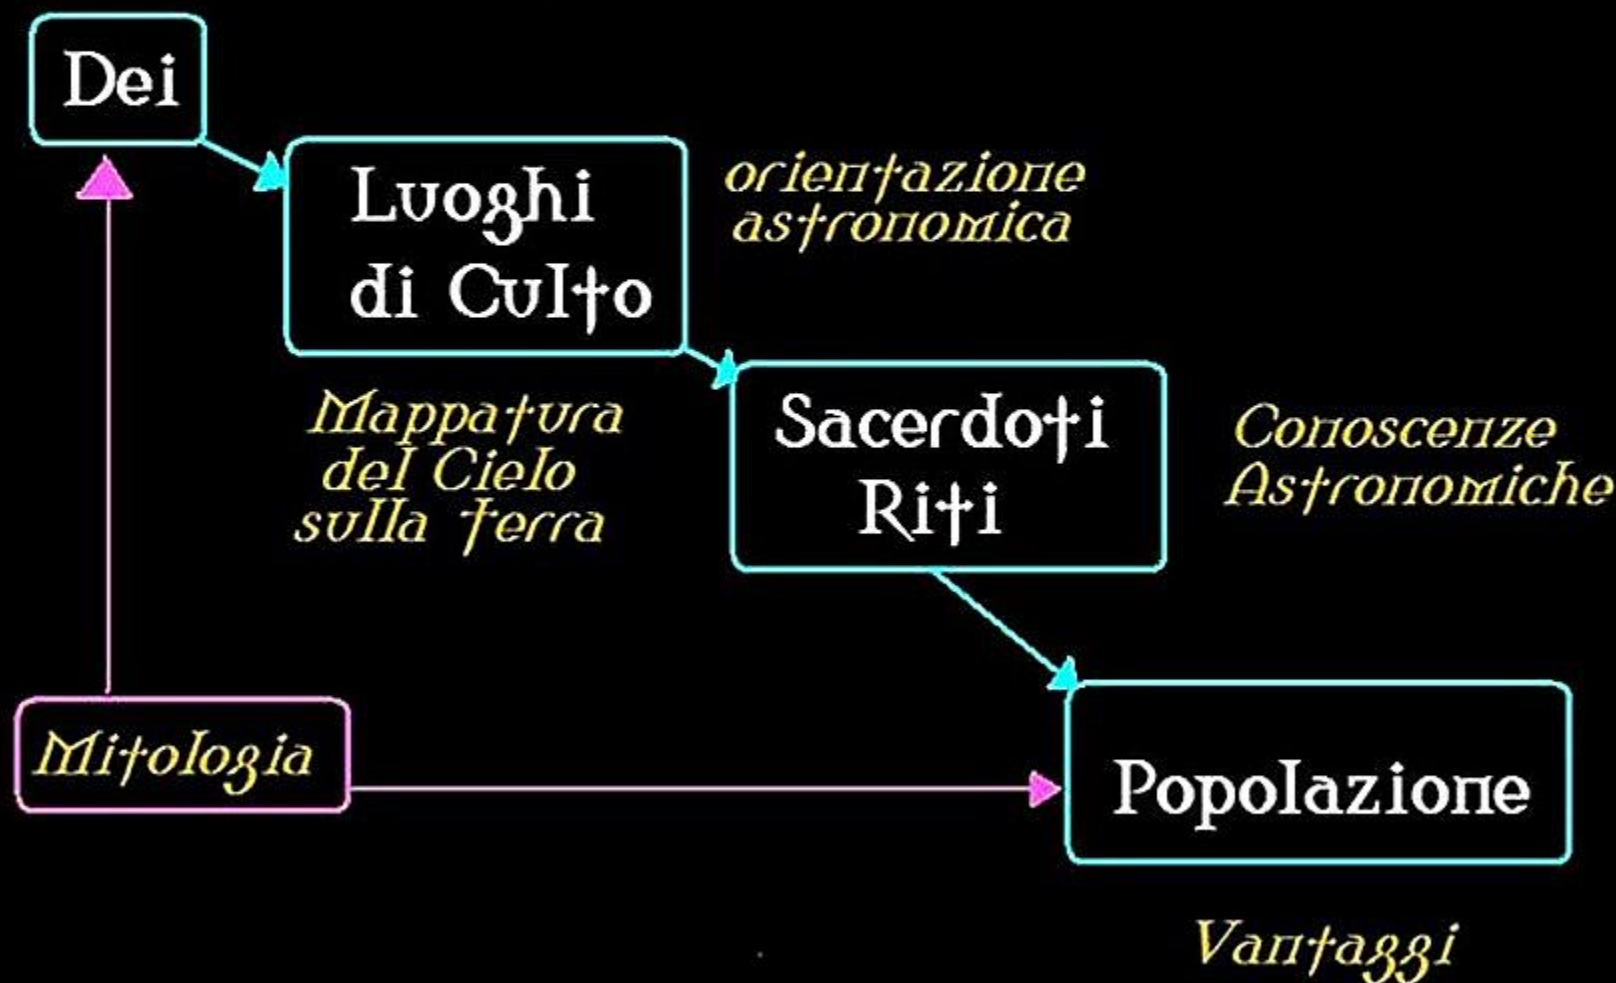 Dei
Luoghi
di Culto
orientazione
astronomica
Mappatura
del Cielo
sulla terra
Sacerdoti
Riti
Conoscenze
Astronomiche
Mitologia
Popolazione
Vantaggi